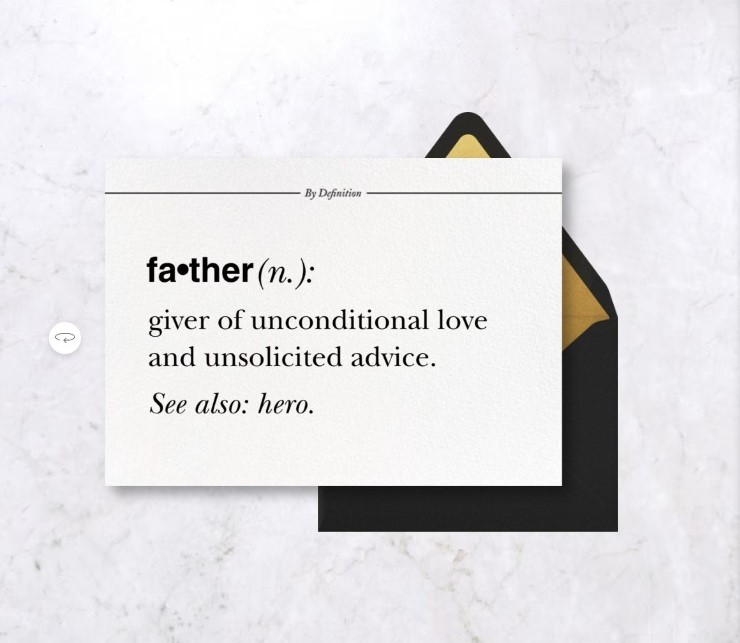 By Definition
fa•ther (n.):
giver of unconditional love
and unsolicited advice.
See also: hero.